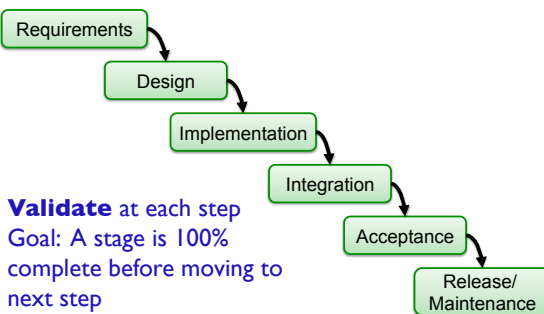 Requirements
Design
Implementation
Integration
Validate at each step
Goal: A stage is 100%
complete before moving to
next step
Acceptance
Release/
Maintenance